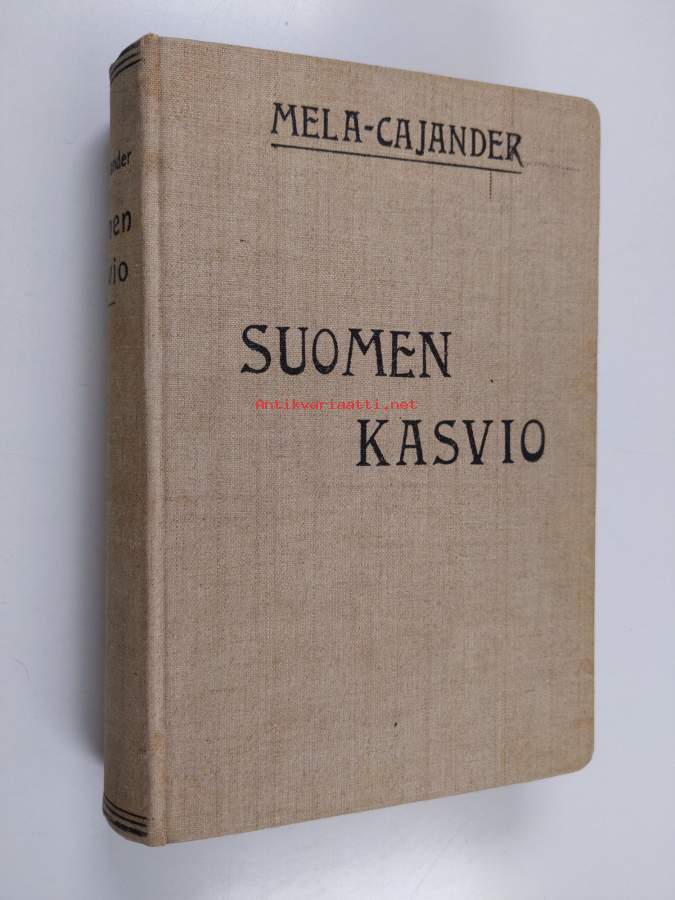 MELA-CAJANDER
SUOMEN
Antikvariaatti.net
KASVIO